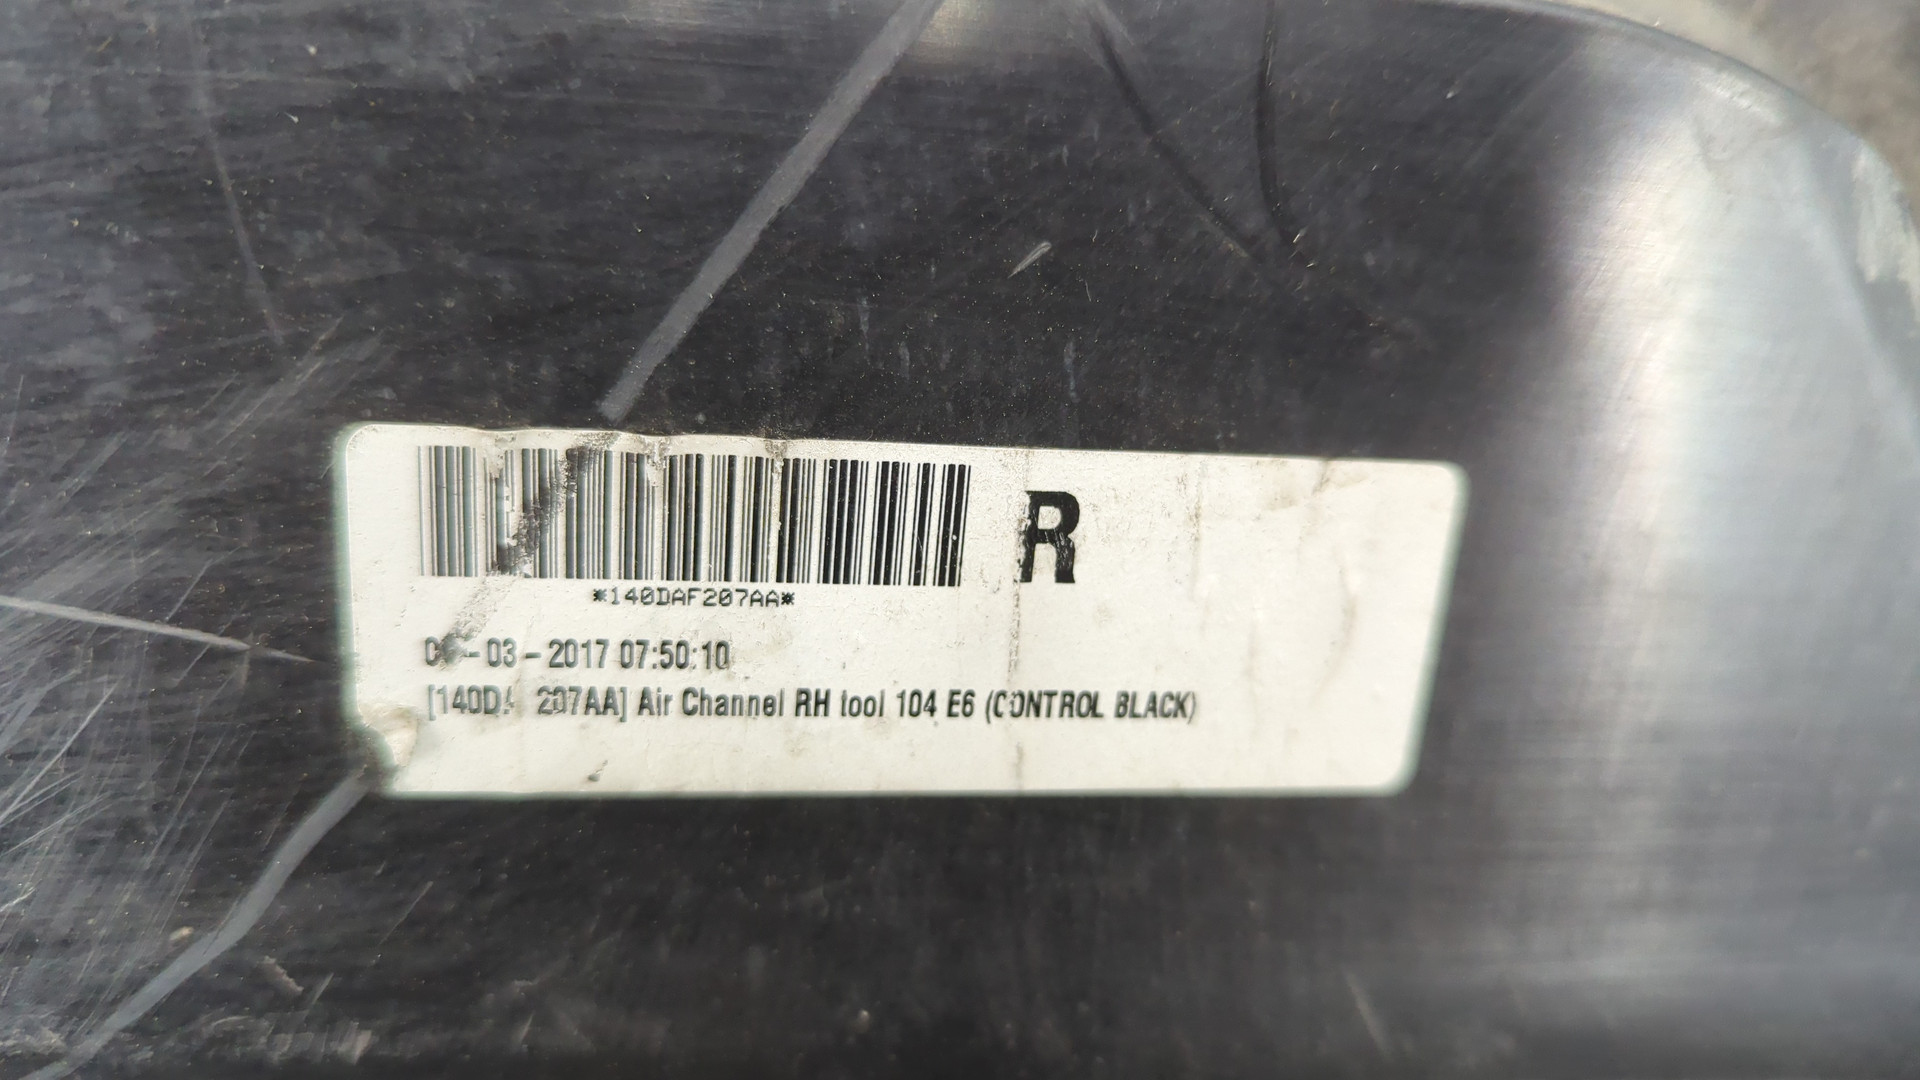 R
*140DAF207AA*
-03-2017 07:50:10
207AA] Air Channel RH tool 104 E6 (CONTROL BLACK)